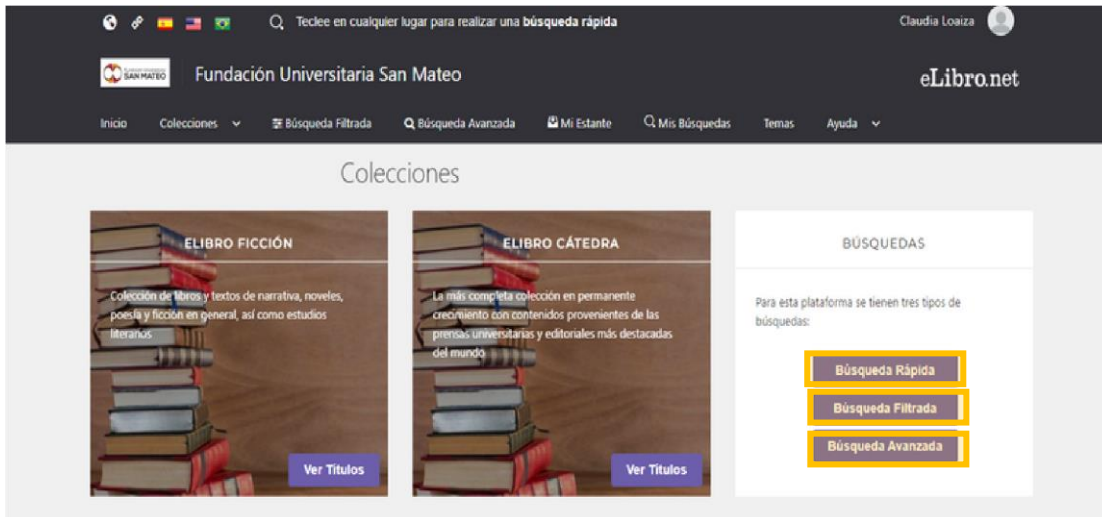 Teclee en cualquier lugar para realizar una búsqueda rápida
Claudia Loaiza
SAN MATEO
Fundación Universitaria San Mateo
eLibro.net
Inicio
Colecciones
Búsqueda Filtrada
Búsqueda Avanzada
Mi Estante
Mis Búsquedas
Temas
Ayuda
Colecciones
ELIBRO FICCIÓN
Colección de libros y textos de narrativa, noveles,
poesía y ficción en general, así como estudios
literarios
Ver Titulos
ELIBRO CÁTEDRA
La más completa colección en permanente
crecimiento con contenidos provenientes de las
prensas universitarias y editoriales más destacadas
del mundo
Ver Titulos
BÚSQUEDAS
Para esta plataforma se tienen tres tipos de
búsquedas:
Búsqueda Rápida
Búsqueda Filtrada
Búsqueda Avanzada